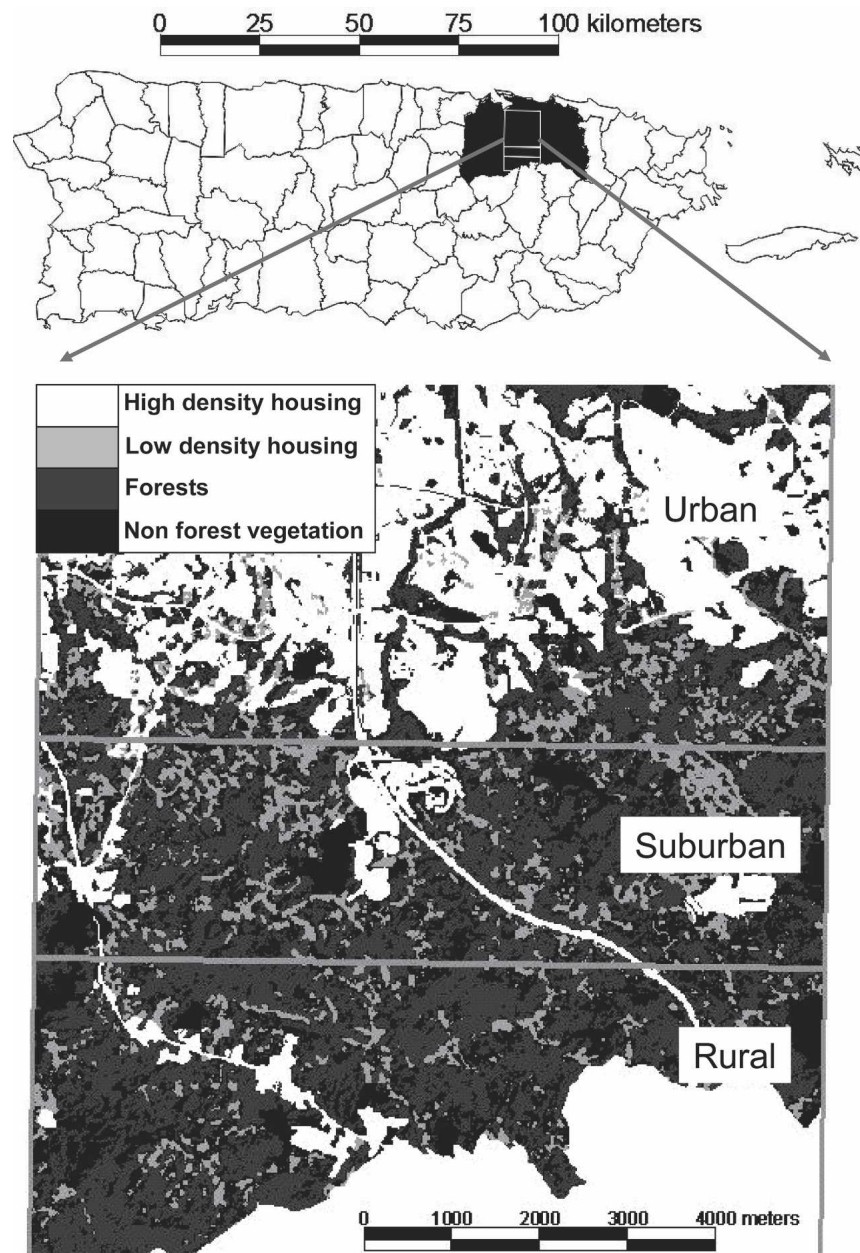 0 25 50 75 100 kilometers
High density housing
Low density housing
Forests
Non forest vegetation
Urban
Suburban
Rural
0 1000 2000 3000 4000 meters